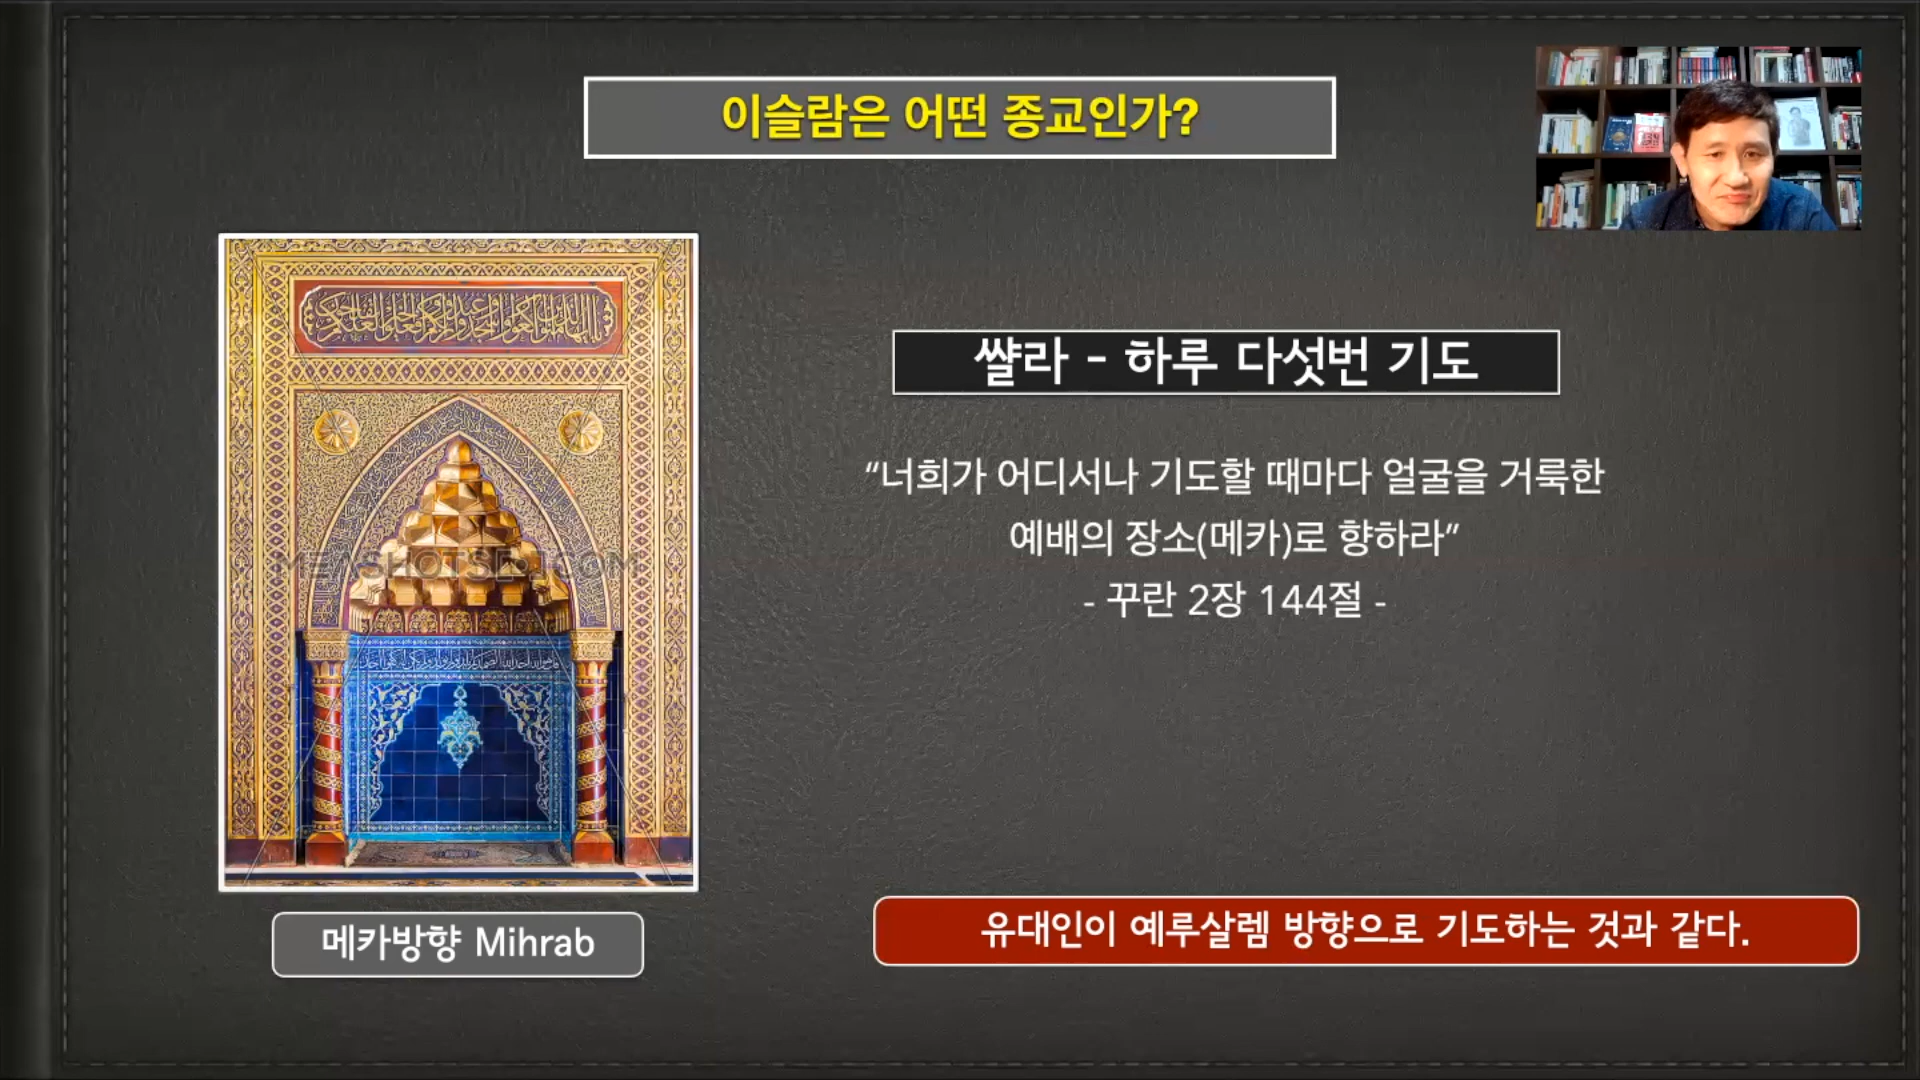 이슬람은 어떤 종교인가?
쌸라 - 하루 다섯번 기도
“너희가 어디서나 기도할 때마다 얼굴을 거룩한
예배의 장소(메카)로 향하라”
- 꾸란 2장 144절 -
메카방향 Mihrab
유대인이 예루살렘 방향으로 기도하는 것과 같다.